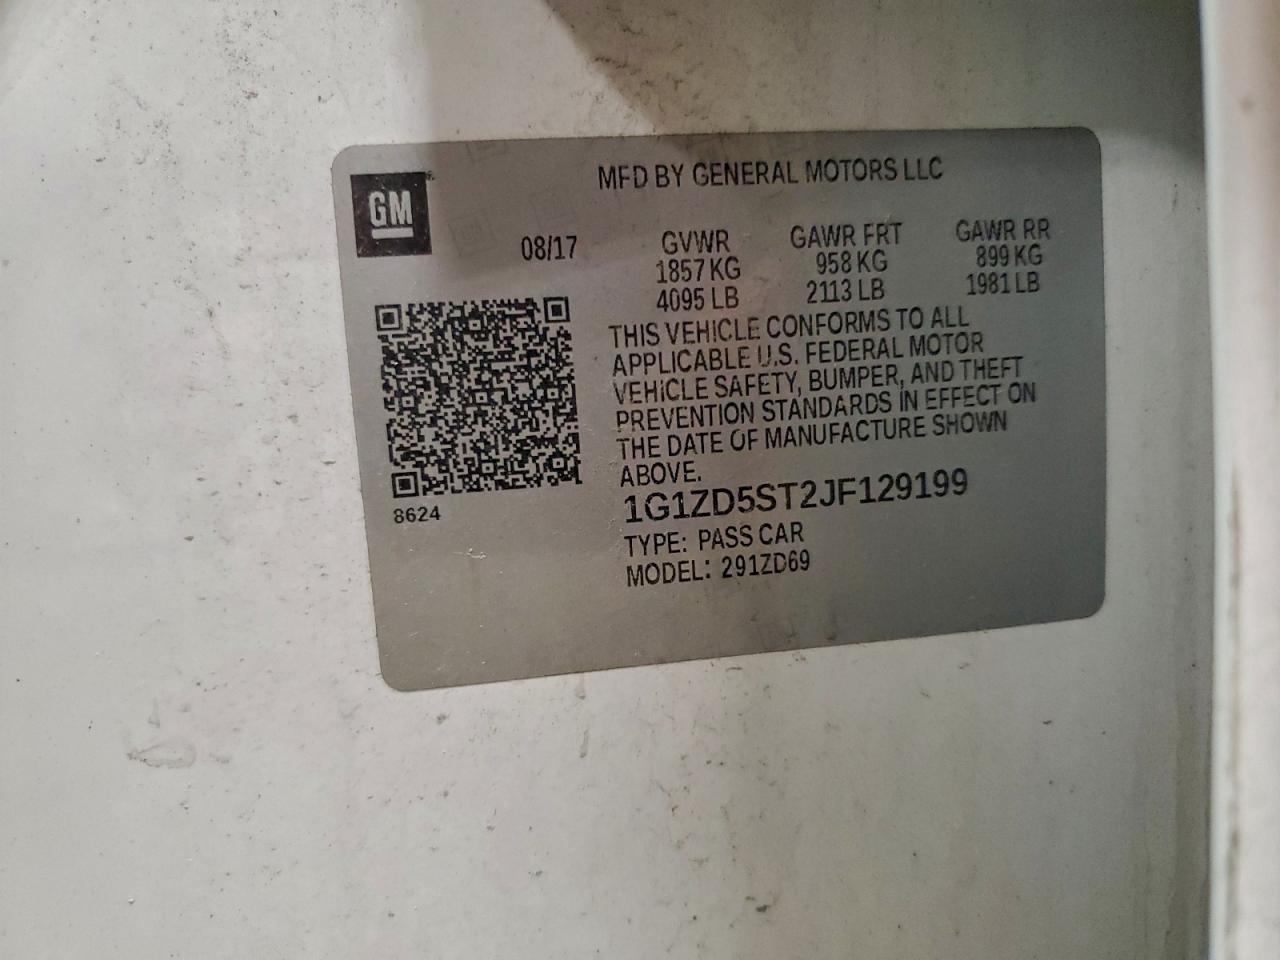 MFD BY GENERAL MOTORS LLC
GM
08/17
GVWR GAWR FRT GAWR RR
1857 KG 958 KG 899 KG
4095 LB 2113 LB 1981 LB
THIS VEHICLE CONFORMS TO ALL
APPLICABLE U.S. FEDERAL MOTOR
VEHICLE SAFETY, BUMPER, AND THEFT
PREVENTION STANDARDS IN EFFECT ON
THE DATE OF MANUFACTURE SHOWN
ABOVE.
8624
1G1ZD5ST2JF129199
TYPE: PASS CAR
MODEL: 291ZD69